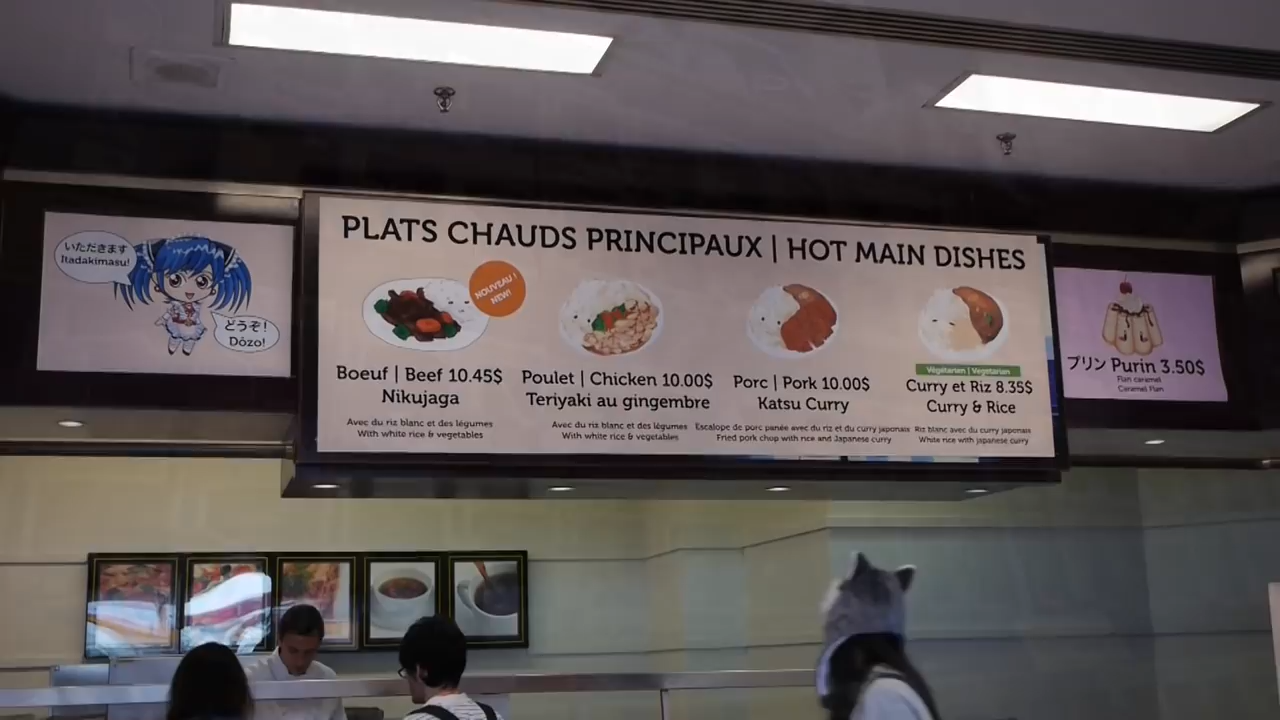 いただきます
Itadakimasu!
どうぞ!
Dôzo!
PLATS CHAUDS PRINCIPAUX | HOT MAIN DISHES
NOUVEAU !
NEW!
Boeuf | Beef 10.45$
Nikujaga
Avec du riz blanc et des légumes
With white rice & vegetables
Poulet | Chicken 10.00$
Teriyaki au gingembre
Avec du riz blanc et des légumes
With white rice & vegetables
Porc | Pork 10.00$
Katsu Curry
Escalope de porc panée avec du riz et du curry japonais
Fried pork chop with rice and Japanese curry
Végétarien | Vegetarian
Curry et Riz 8.35$
Curry & Rice
Riz blanc avec du curry japonais
White rice with japanese curry
プリン Purin 3.50$
Flan caramel
Caramel Flan